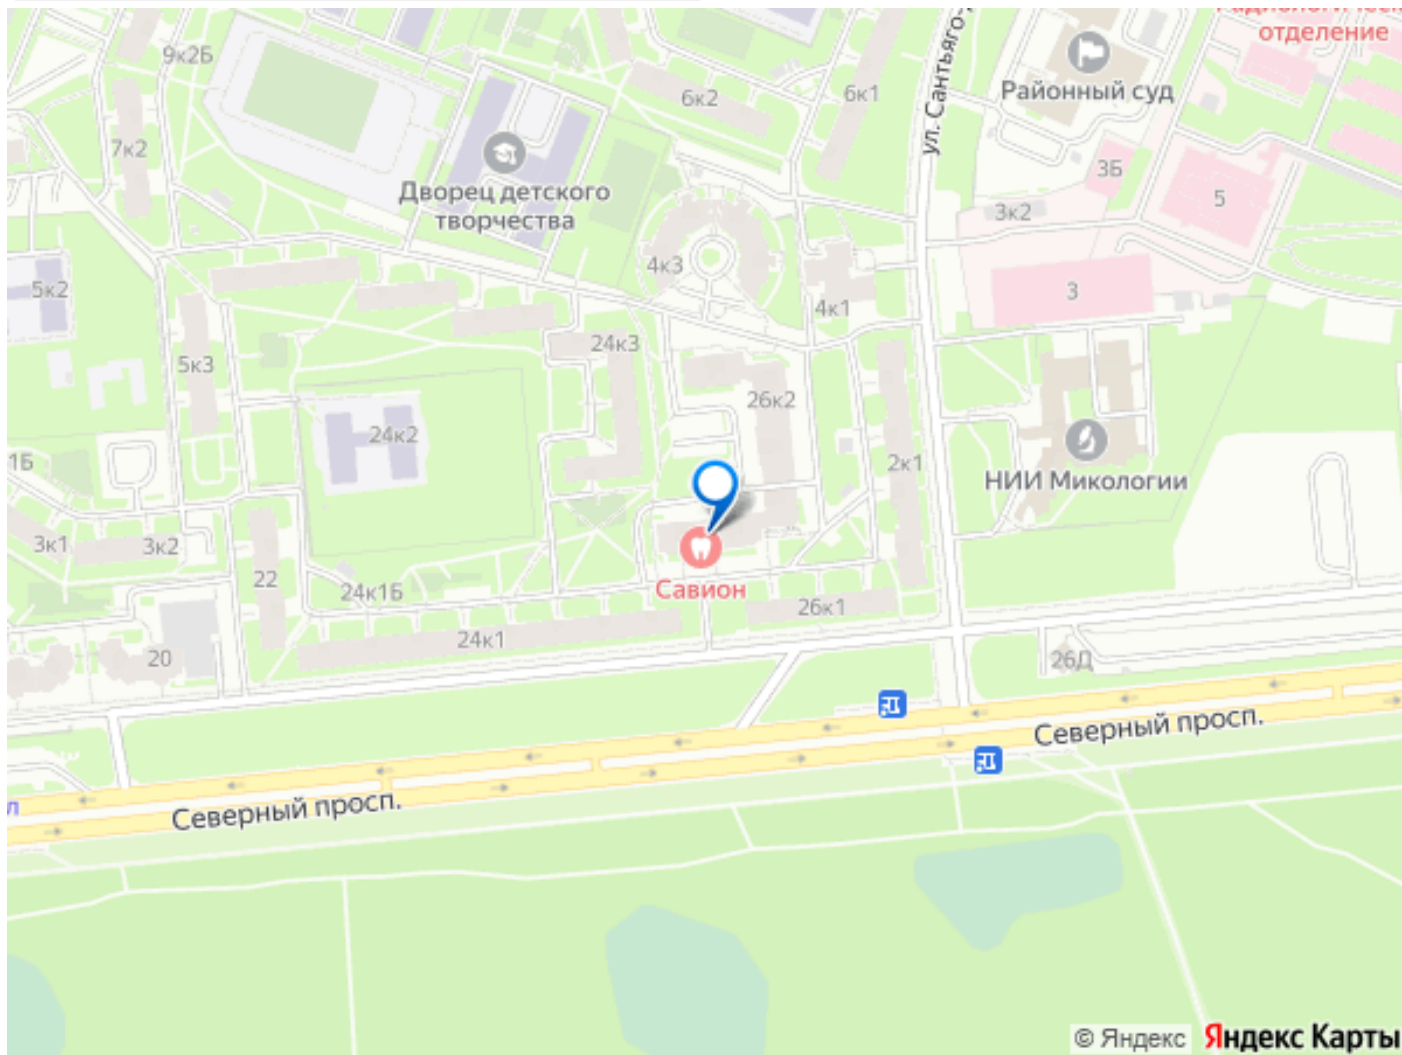 отделение
9к2Б
Районный суд
ул. Сантьяго-
6к2
6к1
7к2
Дворец детского
творчества
3Б
5
3к2
4к3
5к2
3
4к1
24к3
5к3
26к2
24к2
1Б
2к1
НИИ Микологии
3к1
3к2
22
24к1Б
Савион
26к1
24к1
20
26Д
Северный просп.
Северный просп.
л
© Яндекс
Яндекс Карты